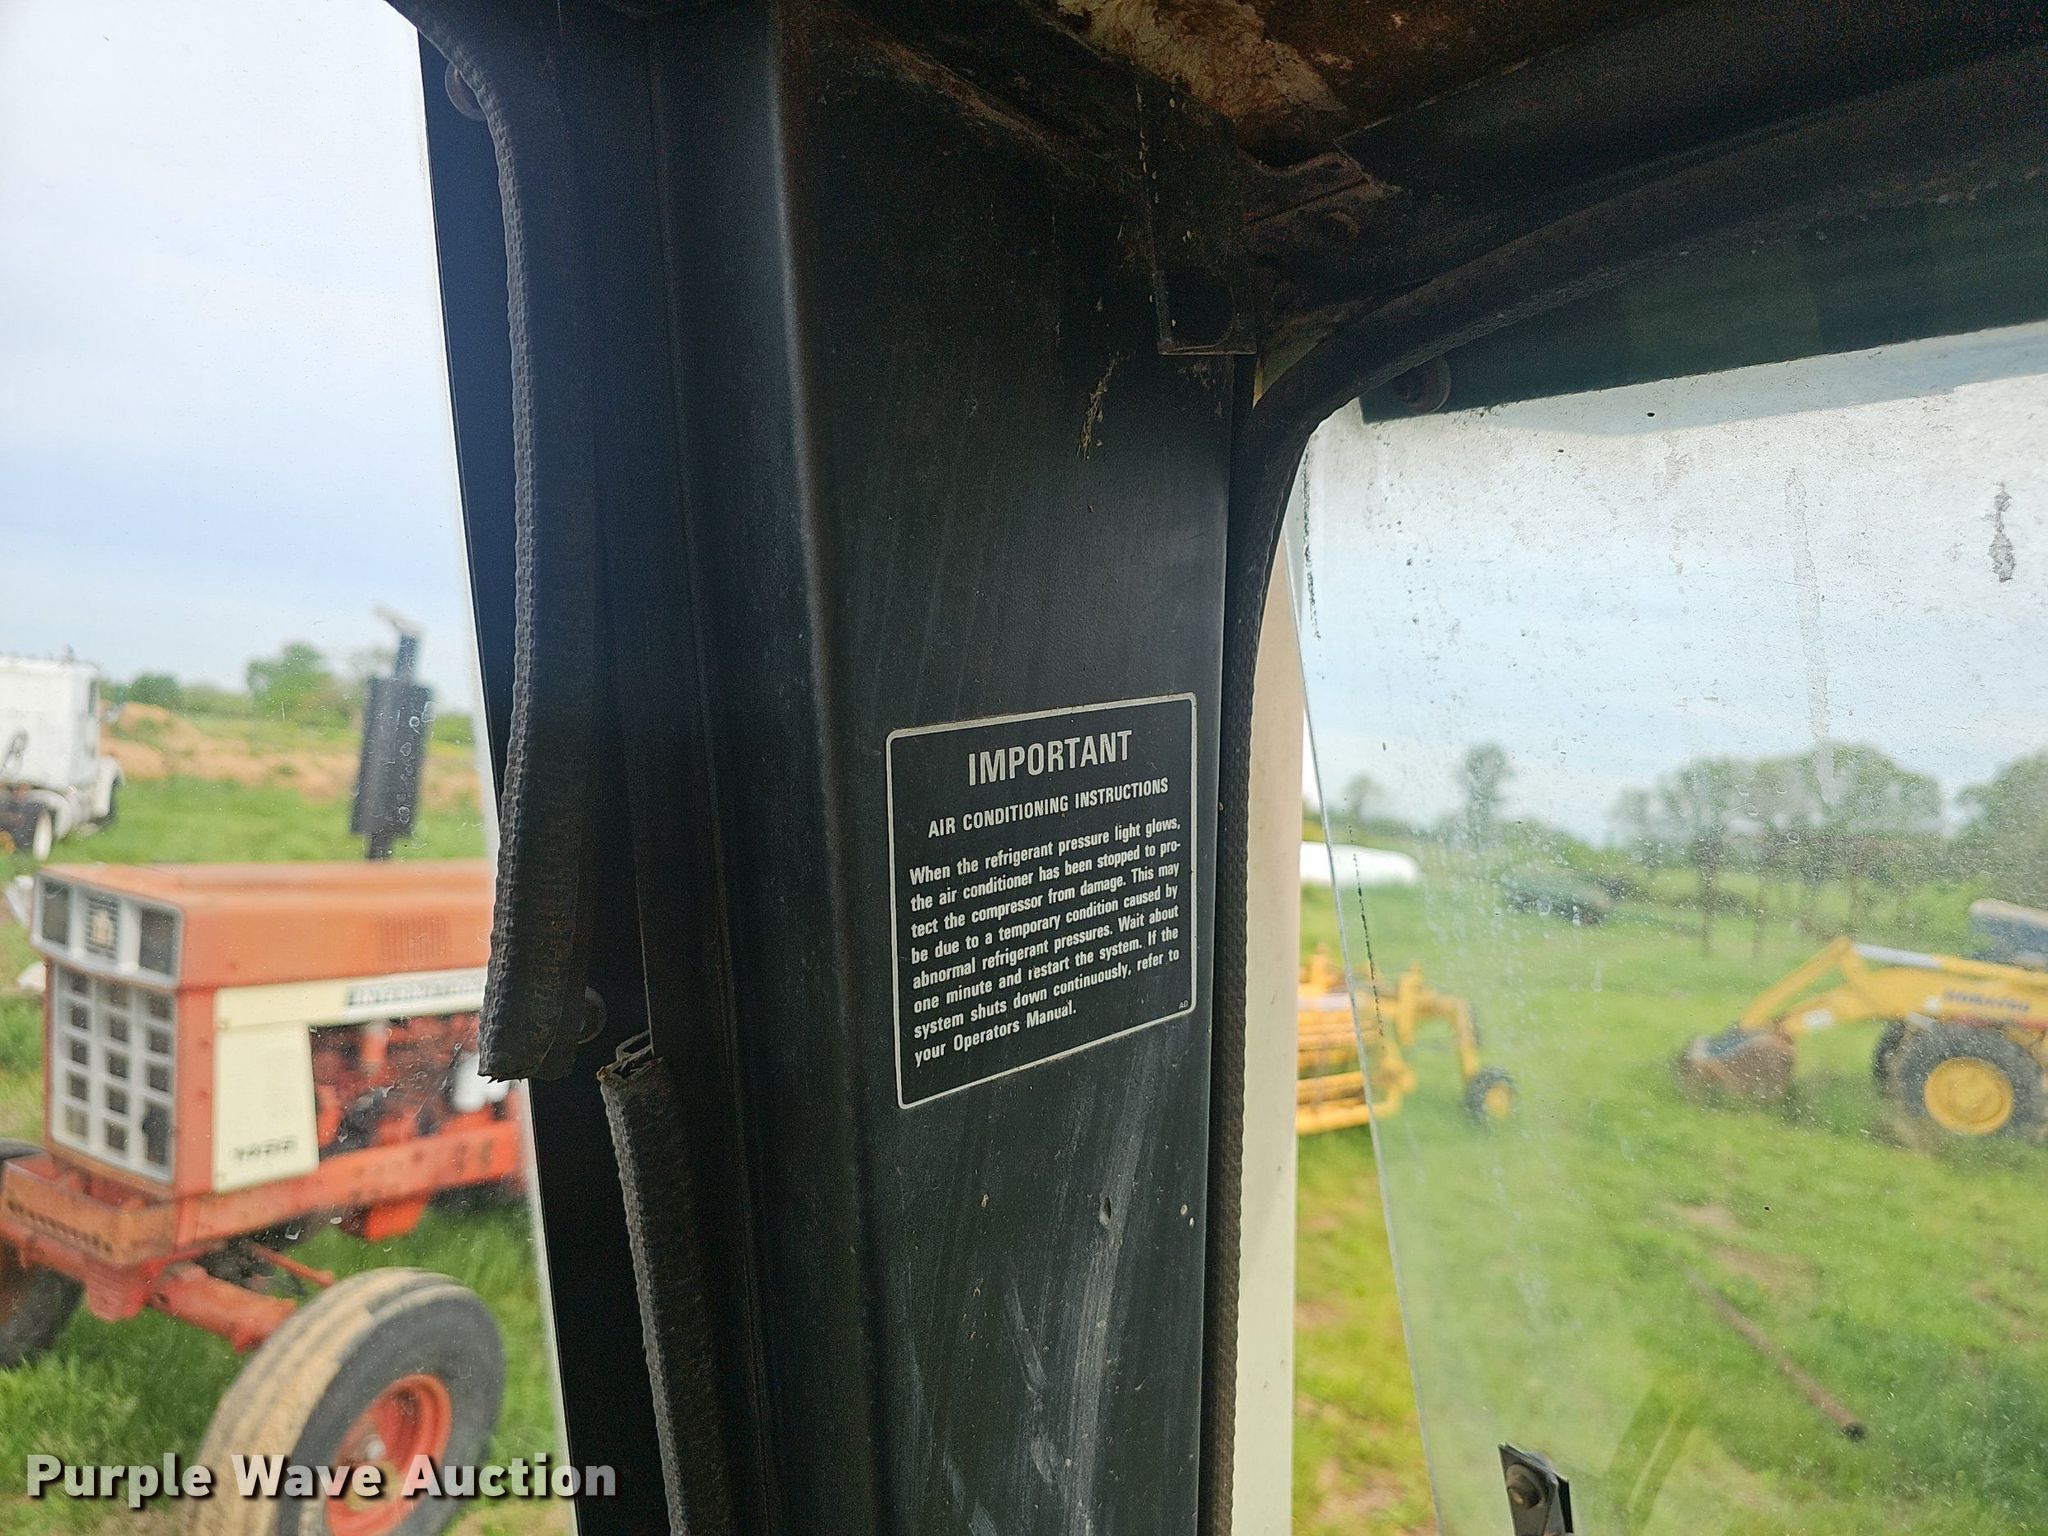 IMPORTANT
AIR CONDITIONING INSTRUCTIONS
When the refrigerant pressure light glows,
the air conditioner has been stopped to pro-
tect the compressor from damage. This may
be due to a temporary condition caused by
abnormal refrigerant pressures. Wait about
one minute and restart the system. If the
system shuts down continuously, refer to
your Operators Manual.
AD
INTERNATIONAL
KOMATSU
Purple Wave Auction